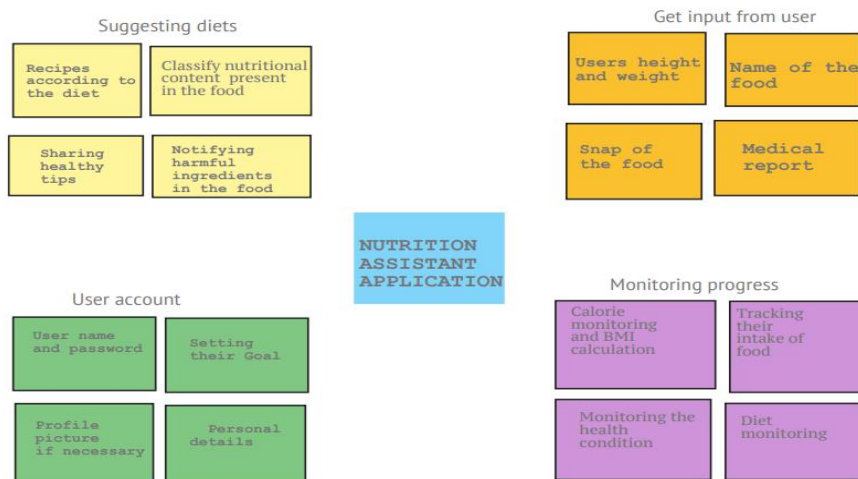 Suggesting diets
Recipes
according to
the diet
Classify nutritional
content present
in the food
Sharing
healthy
tips
Notifying
harmful
ingredients
in the food
Get input from user
Users height
and weight
Name of the
food
Snap of
the food
Medical
report
NUTRITION
ASSISTANT
APPLICATION
User account
User name
and password
Setting
their Goal
Profile
picture
if necessary
Personal
details
Monitoring progress
Calorie
monitoring
and BMI
calculation
Tracking
their
intake of
food
Monitoring the
health
condition
Diet
monitoring